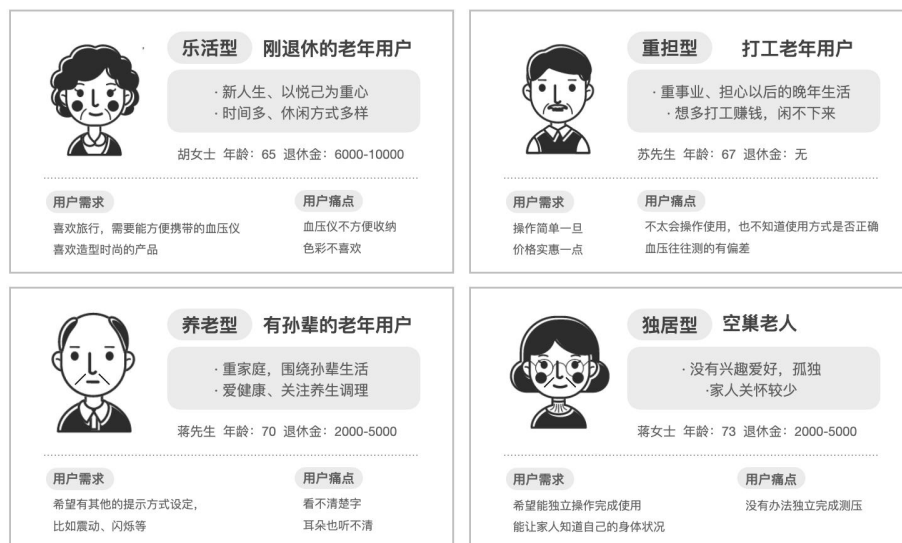 乐活型 刚退休的老年用户
· 新人生、以悦己为重心
· 时间多、休闲方式多样
胡女士 年龄：65 退休金：6000-10000
用户需求
喜欢旅行，需要能方便携带的血压仪
喜欢造型时尚的产品
用户痛点
血压仪不方便收纳
色彩不喜欢
重担型 打工老年用户
· 重事业、担心以后的晚年生活
· 想多打工赚钱，闲不下来
苏先生 年龄：67 退休金：无
用户需求
操作简单一旦
价格实惠一点
用户痛点
不太会操作使用，也不知道使用方式是否正确
血压往往测的有偏差
养老型 有孙辈的老年用户
· 重家庭，围绕孙辈生活
· 爱健康、关注养生调理
蒋先生 年龄：70 退休金：2000-5000
用户需求
希望有其他的提示方式设定，
比如震动、闪烁等
用户痛点
看不清楚字
耳朵也听不清
独居型 空巢老人
· 没有兴趣爱好，孤独
·家人关怀较少
蒋女士 年龄：73 退休金：2000-5000
用户需求
希望能独立操作完成使用
能让家人知道自己的身体状况
用户痛点
没有办法独立完成测压